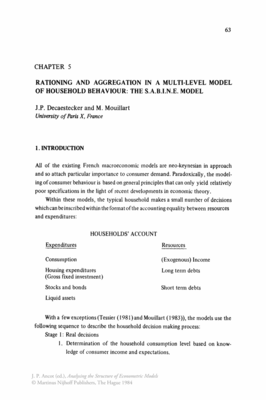 63
CHAPTER 5
RATIONING AND AGGREGATION IN A MULTI-LEVEL MODEL
OF HOUSEHOLD BEHAVIOUR: THE S.A.B.I.N.E. MODEL
J.P. Decaestecker and M. Mouillart
University of Paris X, France
1. INTRODUCTION
All of the existing French macroeconomic models are neo-keynesian in approach
and so attach particular importance to consumer demand. Paradoxically, the model-
ing of consumer behaviour is based on general principles that can only yield relatively
poor specifications in the light of recent developments in economic theory.
Within these models, the typical household makes a small number of decisions
which can be inscribed within the format of the accounting equality between resources
and expenditures:
HOUSEHOLDS' ACCOUNT
Expenditures Resources
Consumption (Exogenous) Income
Housing expenditures Long term debts
(Gross fixed investment)
Stocks and bonds Short term debts
Liquid assets
With a few exceptions (Tessier (1981) and Mouillart (1983)), the models use the
following sequence to describe the household decision making process:
Stage 1: Real decisions
1. Determination of the household consumption level based on know-
ledge of consumer income and expectations.
J. P. Ancot (ed.), Analysing the Structure of Econometric Models
© Martinus Nijhoff Publishers, The Hague 1984